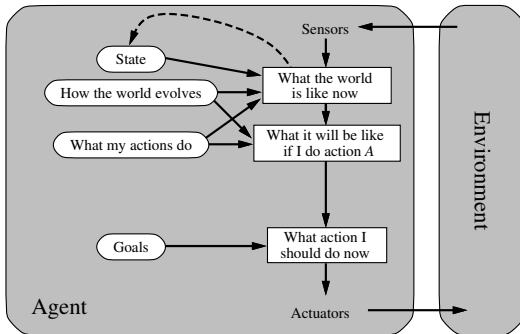 Sensors
State
What the world
is like now
How the world evolves
What it will be like
if I do action A
What my actions do
Environment
Goals
What action I
should do now
Agent
Actuators